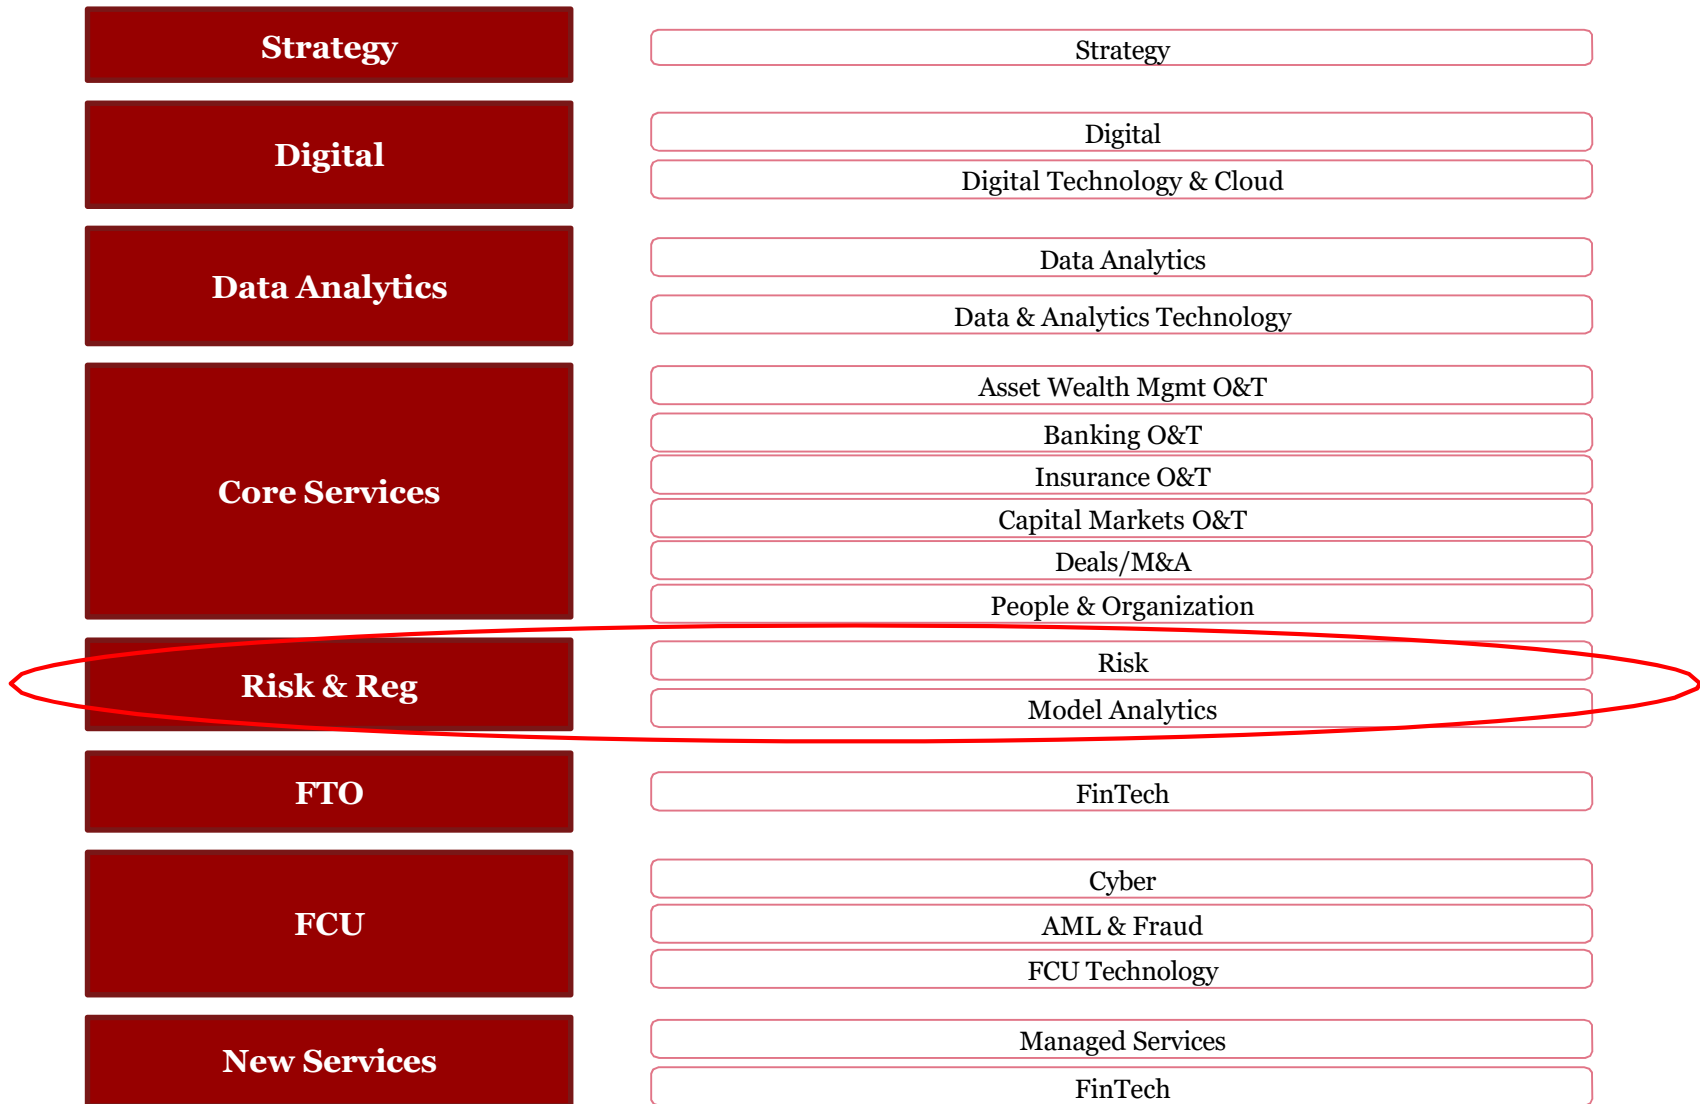 Strategy
Strategy
Digital
Digital
Digital Technology & Cloud
Data Analytics
Data Analytics
Data & Analytics Technology
Core Services
Asset Wealth Mgmt O&T
Banking O&T
Insurance O&T
Capital Markets O&T
Deals/M&A
People & Organization
Risk & Reg
Risk
Model Analytics
FTO
FinTech
FCU
Cyber
AML & Fraud
FCU Technology
New Services
Managed Services
FinTech